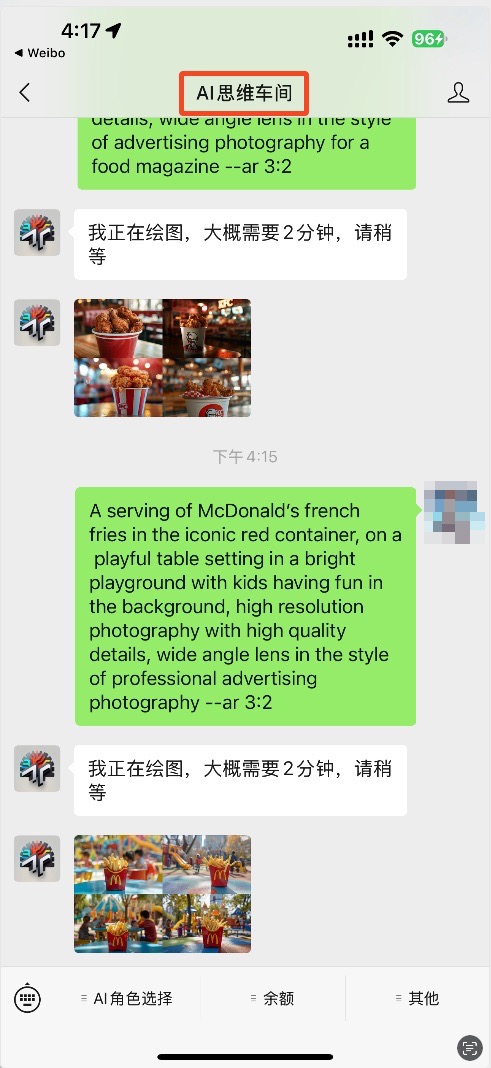 4:17
◀ Weibo
96
AI思维车间
details, wide angle lens in the style
of advertising photography for a
food magazine --ar 3:2
我正在绘图，大概需要2分钟，请稍
等
下午4:15
A serving of McDonald's french
fries in the iconic red container, on a
playful table setting in a bright
playground with kids having fun in
the background, high resolution
photography with high quality
details, wide angle lens in the style
of professional advertising
photography --ar 3:2
我正在绘图，大概需要2分钟，请稍
等
AI角色选择
余额
其他